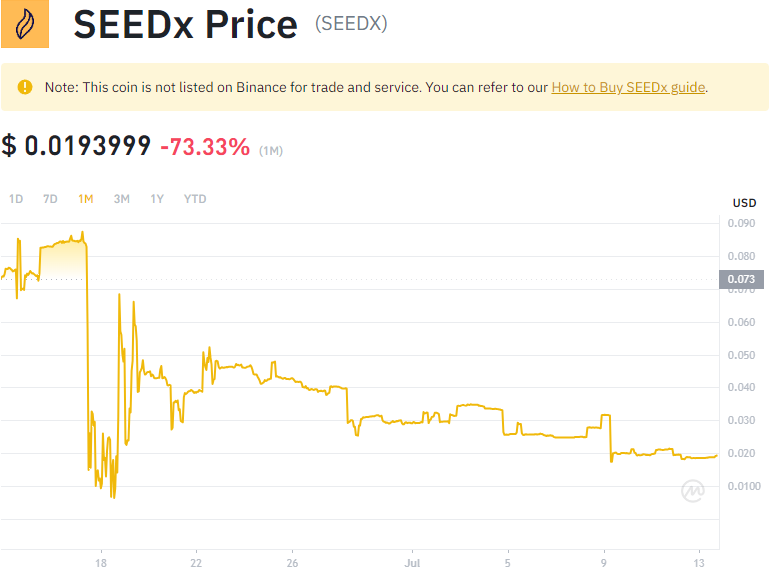 SEEDx Price (SEEDX)
Note: This coin is not listed on Binance for trade and service. You can refer to our How to Buy SEEDx guide.
$ 0.0193999 -73.33% (1M)
1D 7D 1M 3M 1Y YTD
USD
0.090
0.080
0.073
0.070
0.060
0.050
0.040
0.030
0.020
0.0100
18 22 26 Jul 5 9 13